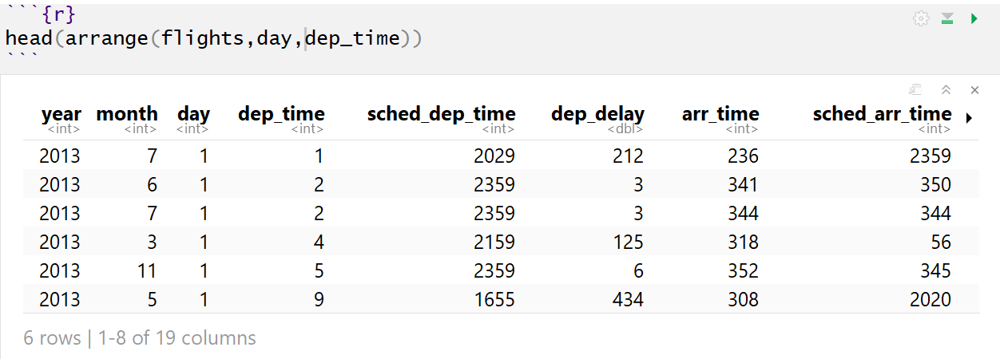 ```{r}
head(arrange(flights,day,dep_time))
```
year month day dep_time sched_dep_time dep_delay arr_time sched_arr_time
<int> <int> <int> <int> <int> <dbl> <int> <int>
2013 7 1 1 2029 212 236 2359
2013 6 1 2 2359 3 341 350
2013 7 1 2 2359 3 344 344
2013 3 1 4 2159 125 318 56
2013 11 1 5 2359 6 352 345
2013 5 1 9 1655 434 308 2020
6 rows | 1-8 of 19 columns